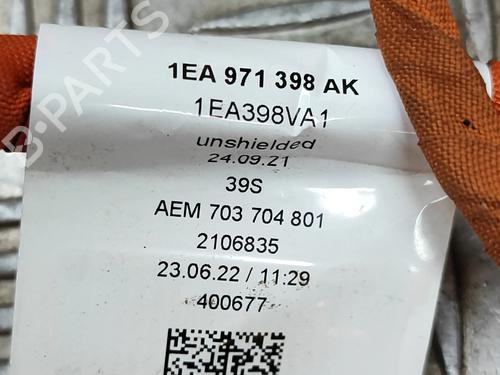 B-PARTS
1EA 971 398 AK
1EA398VA1
unshielded
24.09.21
39S
AEM 703 704 801
2106835
23.06.22 / 11:29
400677